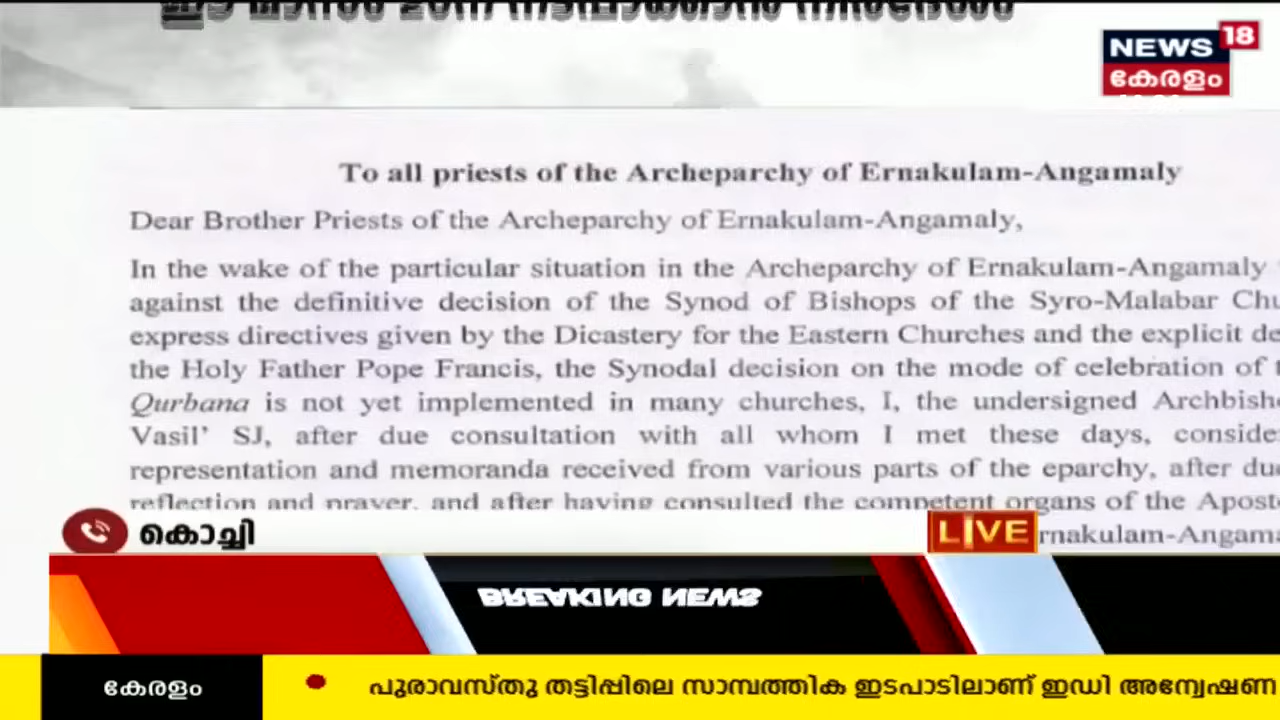 NEWS 18
കേരളം
To all priests of the Archeparchy of Ernakulam-Angamaly
Dear Brother Priests of the Archeparchy of Ernakulam-Angamaly,
In the wake of the particular situation in the Archeparchy of Ernakulam-Angamaly
against the definitive decision of the Synod of Bishops of the Syro-Malabar Chu
express directives given by the Dicastery for the Eastern Churches and the explicit de
the Holy Father Pope Francis, the Synodal decision on the mode of celebration of t
Qurbana is not yet implemented in many churches, I, the undersigned Archbisho
Vasil' SJ, after due consultation with all whom I met these days, conside
representation and memoranda received from various parts of the eparchy, after due
reflection and prayer, and after having consulted the competent organs of the Aposto
rnakulam-Angama
കൊച്ചി
LIVE
BREAKING NEWS
കേരളം
പുരാവസ്തു തട്ടിപ്പിലെ സാമ്പത്തിക ഇടപാടിലാണ് ഇഡി അന്വേഷണ